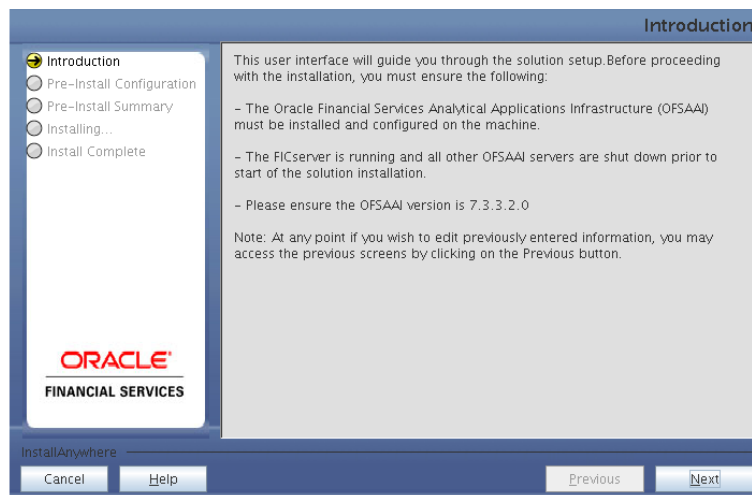 Introduction
Introduction
Pre-Install Configuration
Pre-Install Summary
Installing...
Install Complete
This user interface will guide you through the solution setup.Before proceeding
with the installation, you must ensure the following:
– The Oracle Financial Services Analytical Applications Infrastructure (OFSAAI)
must be installed and configured on the machine.
– The FICserver is running and all other OFSAAI servers are shut down prior to
start of the solution installation.
– Please ensure the OFSAAI version is 7.3.3.2.0
Note: At any point if you wish to edit previously entered information, you may
access the previous screens by clicking on the Previous button.
ORACLE
FINANCIAL SERVICES
InstallAnywhere
Cancel
Help
Previous
Next